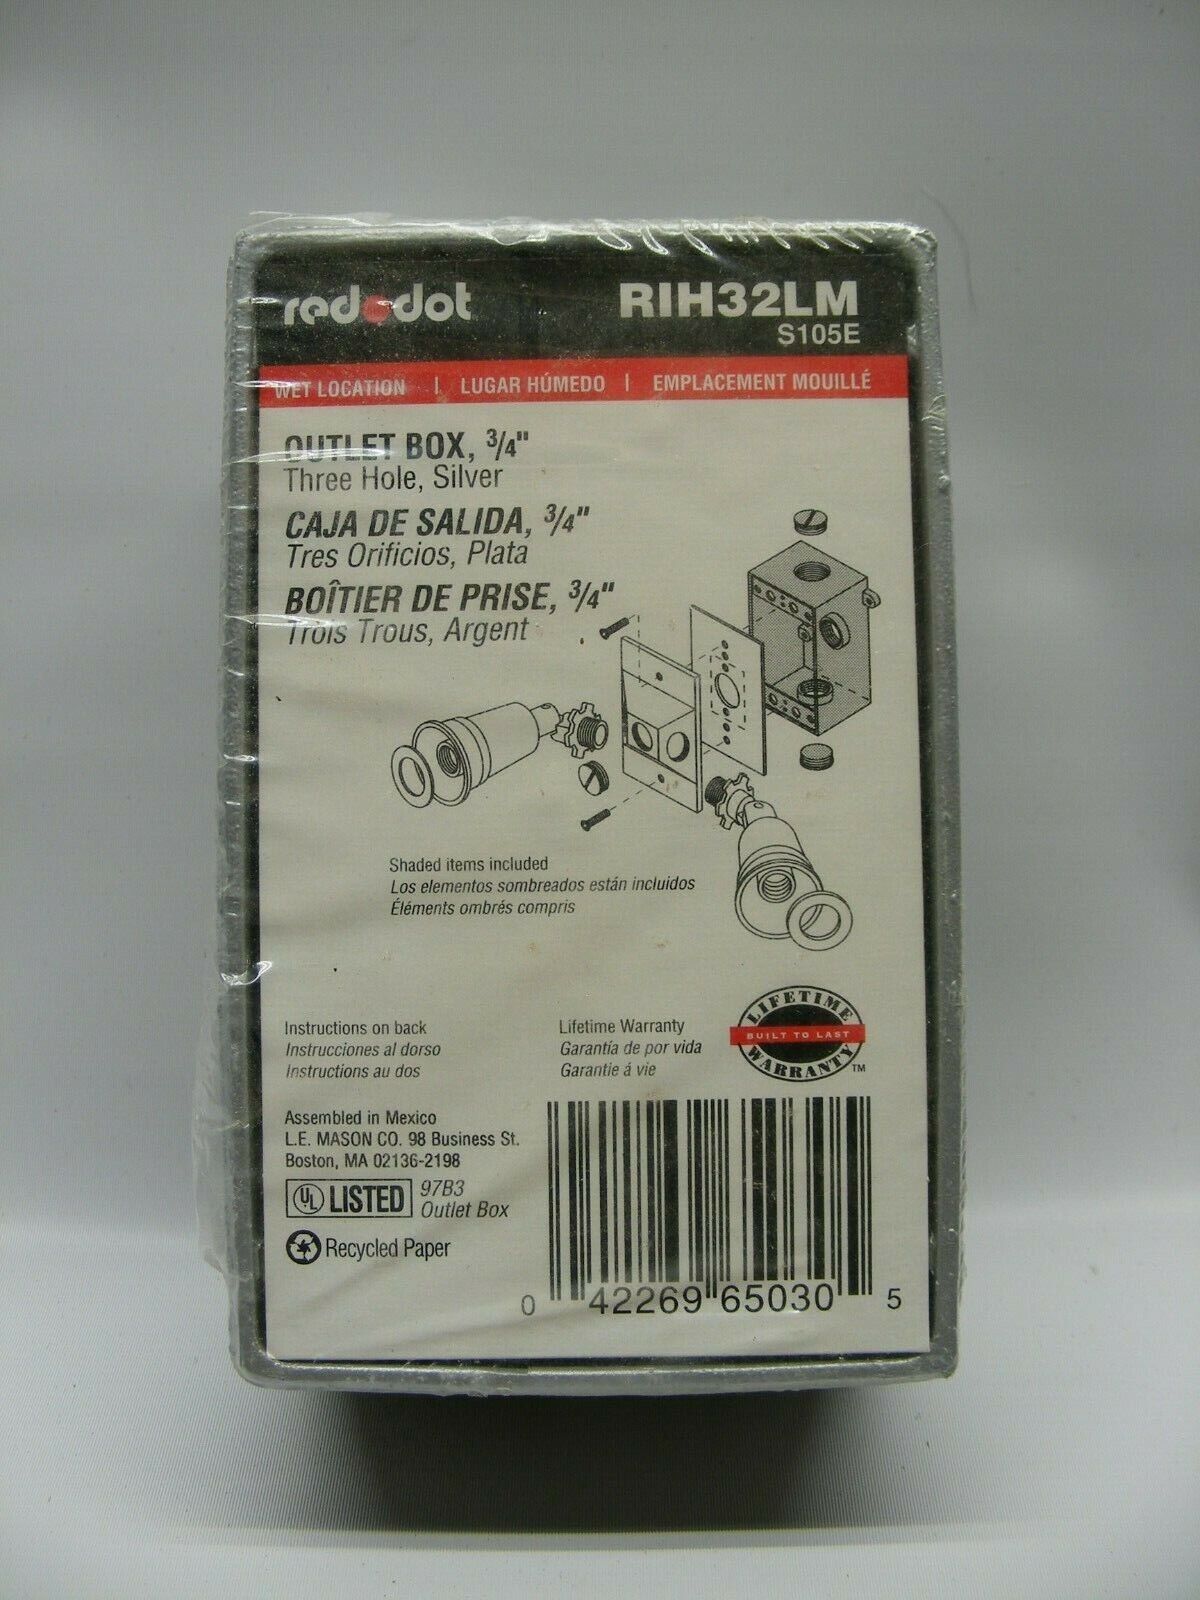 red dot
RIH32LM
S105E
WET LOCATION | LUGAR HÚMEDO | EMPLACEMENT MOUILLÉ
OUTLET BOX, 3/4"
Three Hole, Silver
CAJA DE SALIDA, 3/4"
Tres Orificios, Plata
BOÎTIER DE PRISE, 3/4"
Trois Trous, Argent
Shaded items included
Los elementos sombreados están incluidos
Éléments ombrés compris
Instructions on back
Instrucciones al dorso
Instructions au dos
Lifetime Warranty
Garantía de por vida
Garantie á vie
LIFETIME
BUILT TO LAST
WARRANTY
TM
Assembled in Mexico
L.E. MASON CO. 98 Business St.
Boston, MA 02136-2198
UL LISTED
97B3
Outlet Box
Recycled Paper
0 42269 65030 5